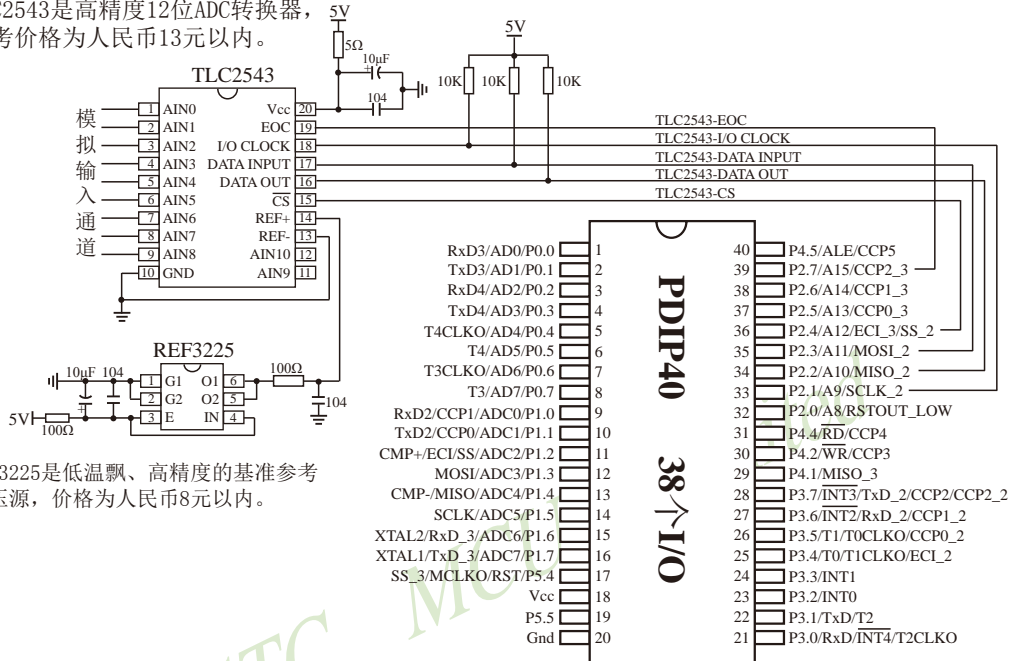 C2543是高精度12位ADC转换器，
考价格为人民币13元以内。
5V
5Ω
10μF
+
104
5V
10K
10K
10K
TLC2543
模
拟
输
入
通
道
1 AIN0 Vcc 20
2 AIN1 EOC 19
3 AIN2 I/O CLOCK 18
4 AIN3 DATA INPUT 17
5 AIN4 DATA OUT 16
6 AIN5 CS 15
7 AIN6 REF+ 14
8 AIN7 REF- 13
9 AIN8 AIN10 12
10 GND AIN9 11
TLC2543-EOC
TLC2543-I/O CLOCK
TLC2543-DATA INPUT
TLC2543-DATA OUT
TLC2543-CS
REF3225
10μF 104
+
1 G1 O1 6
2 G2 O2 5
3 E IN 4
100Ω
104
5V
100Ω
3225是低温飘、高精度的基准参考
压源，价格为人民币8元以内。
PDIP40 38个I/O
RxD3/AD0/P0.0 1 40 P4.5/ALE/CCP5
TxD3/AD1/P0.1 2 39 P2.7/A15/CCP2_3
RxD4/AD2/P0.2 3 38 P2.6/A14/CCP1_3
TxD4/AD3/P0.3 4 37 P2.5/A13/CCP0_3
T4CLKO/AD4/P0.4 5 36 P2.4/A12/ECI_3/SS_2
T4/AD5/P0.5 6 35 P2.3/A11/MOSI_2
T3CLKO/AD6/P0.6 7 34 P2.2/A10/MISO_2
T3/AD7/P0.7 8 33 P2.1/A9/SCLK_2
RxD2/CCP1/ADC0/P1.0 9 32 P2.0/A8/RSTOUT_LOW
TxD2/CCP0/ADC1/P1.1 10 31 P4.4/RD/CCP4
CMP+/ECI/SS/ADC2/P1.2 11 30 P4.2/WR/CCP3
MOSI/ADC3/P1.3 12 29 P4.1/MISO_3
CMP-/MISO/ADC4/P1.4 13 28 P3.7/INT3/TxD_2/CCP2/CCP2_2
SCLK/ADC5/P1.5 14 27 P3.6/INT2/RxD_2/CCP1_2
XTAL2/RxD_3/ADC6/P1.6 15 26 P3.5/T1/T0CLKO/CCP0_2
XTAL1/TxD_3/ADC7/P1.7 16 25 P3.4/T0/T1CLKO/ECI_2
SS_3/MCLKO/RST/P5.4 17 24 P3.3/INT1
Vcc 18 23 P3.2/INT0
P5.5 19 22 P3.1/TxD/T2
Gnd 20 21 P3.0/RxD/INT4/T2CLKO
MCU